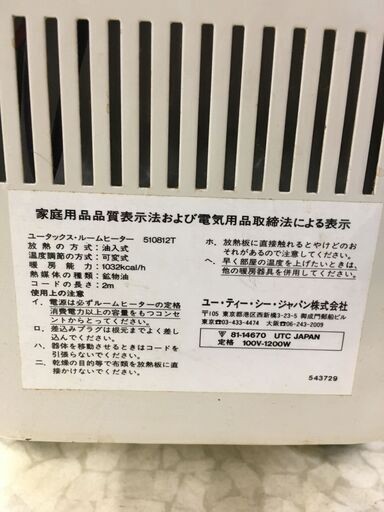 家庭用品品質表示法および電気用品取締法による表示
ユータックス・ルームヒーター 510812T
放熱の方式：油入式
温度調節の方式：可変式
暖房能力：1032kcal/h
熱媒体の種類：鉱物油
コードの長さ：2m
使用上の注意
イ．電源は必ずルームヒーターの定格
消費電力以上の容量をもつコンセ
ントからとってください。
ロ．差込みプラグは根元までよく差し
込んでください。
ハ．器体を移動させるときはコードを
引張らないでください。
ニ．乾燥の目的等で布類を放熱板に直
接かけないでください。
ホ．放熱板に直接触れるとやけどのお
それがあるので注意してください。
ヘ．早く部屋の温度を上げたいときは、
他の暖房器具を併用してください。
ユー・ティー・シー・ジャパン株式会社
〒105 東京都港区西新橋3-23-5 御成門郵船ビル
東京☎03-433-4474 大阪☎06-243-2009
〒 81-14670 UTC JAPAN
定格 100V-1200W
543729